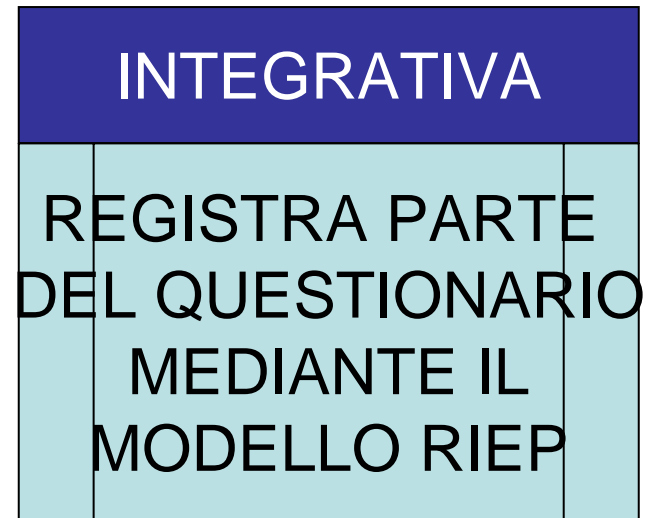 INTEGRATIVA
REGISTRA PARTE
DEL QUESTIONARIO
MEDIANTE IL
MODELLO RIEP